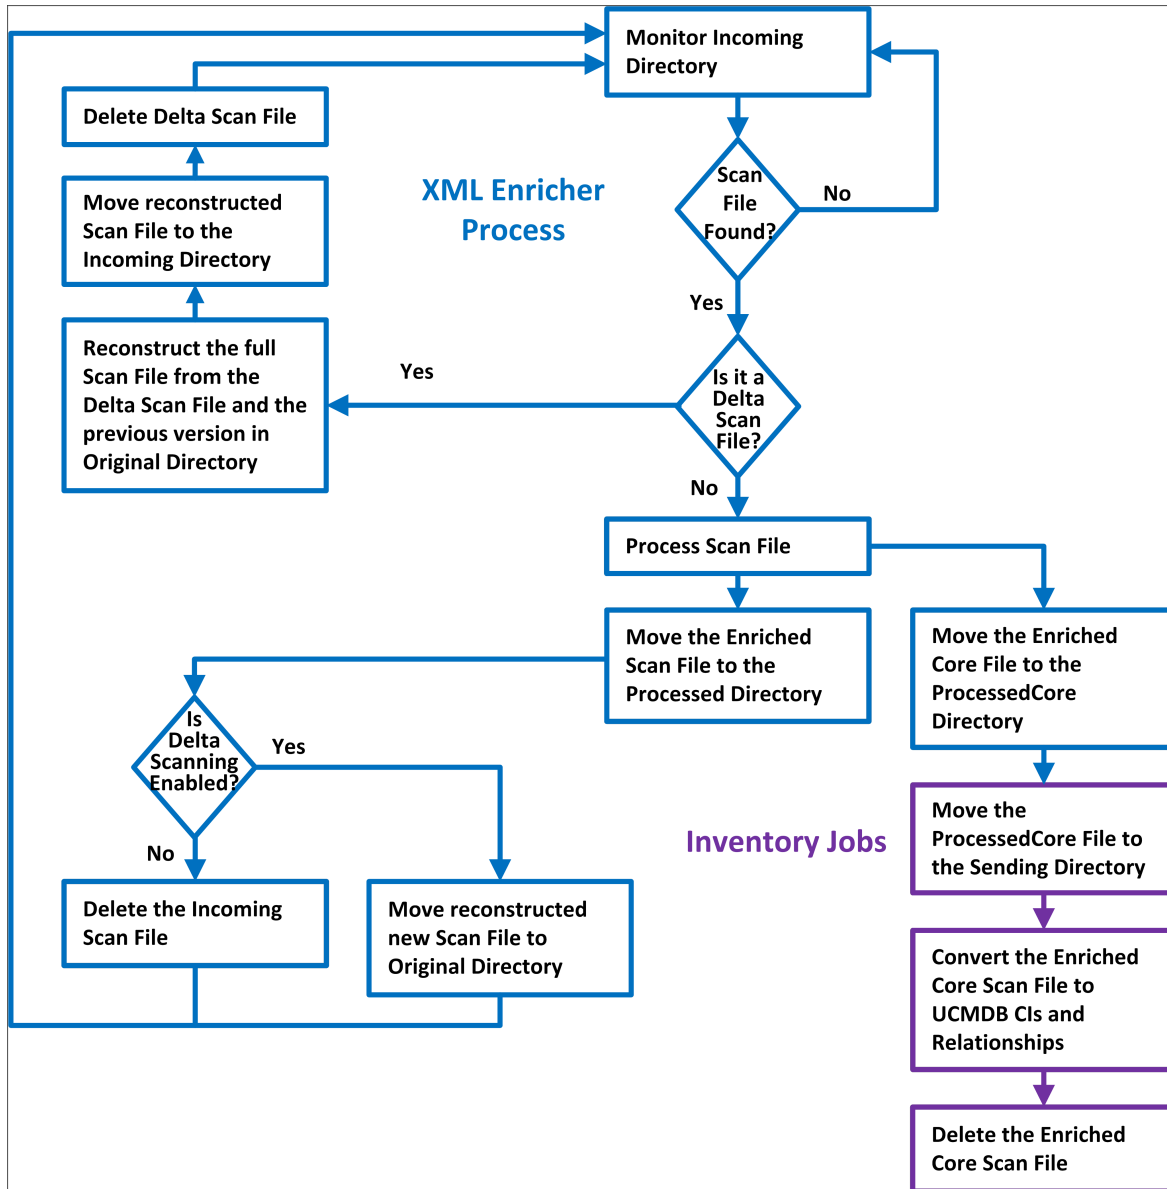 Monitor Incoming
Directory
Delete Delta Scan File
Scan
File
Found?
No
XML Enricher
Process
Move reconstructed
Scan File to the
Incoming Directory
Yes
Reconstruct the full
Scan File from the
Delta Scan File and the
previous version in
Original Directory
Yes
Is it a
Delta
Scan
File?
No
Process Scan File
Move the Enriched
Scan File to the
Processed Directory
Move the Enriched
Core File to the
ProcessedCore
Directory
Is
Delta
Scanning
Enabled?
Yes
No
Inventory Jobs
Move the
ProcessedCore File to
the Sending Directory
Delete the Incoming
Scan File
Move reconstructed
new Scan File to
Original Directory
Convert the Enriched
Core Scan File to
UCMDB CIs and
Relationships
Delete the Enriched
Core Scan File